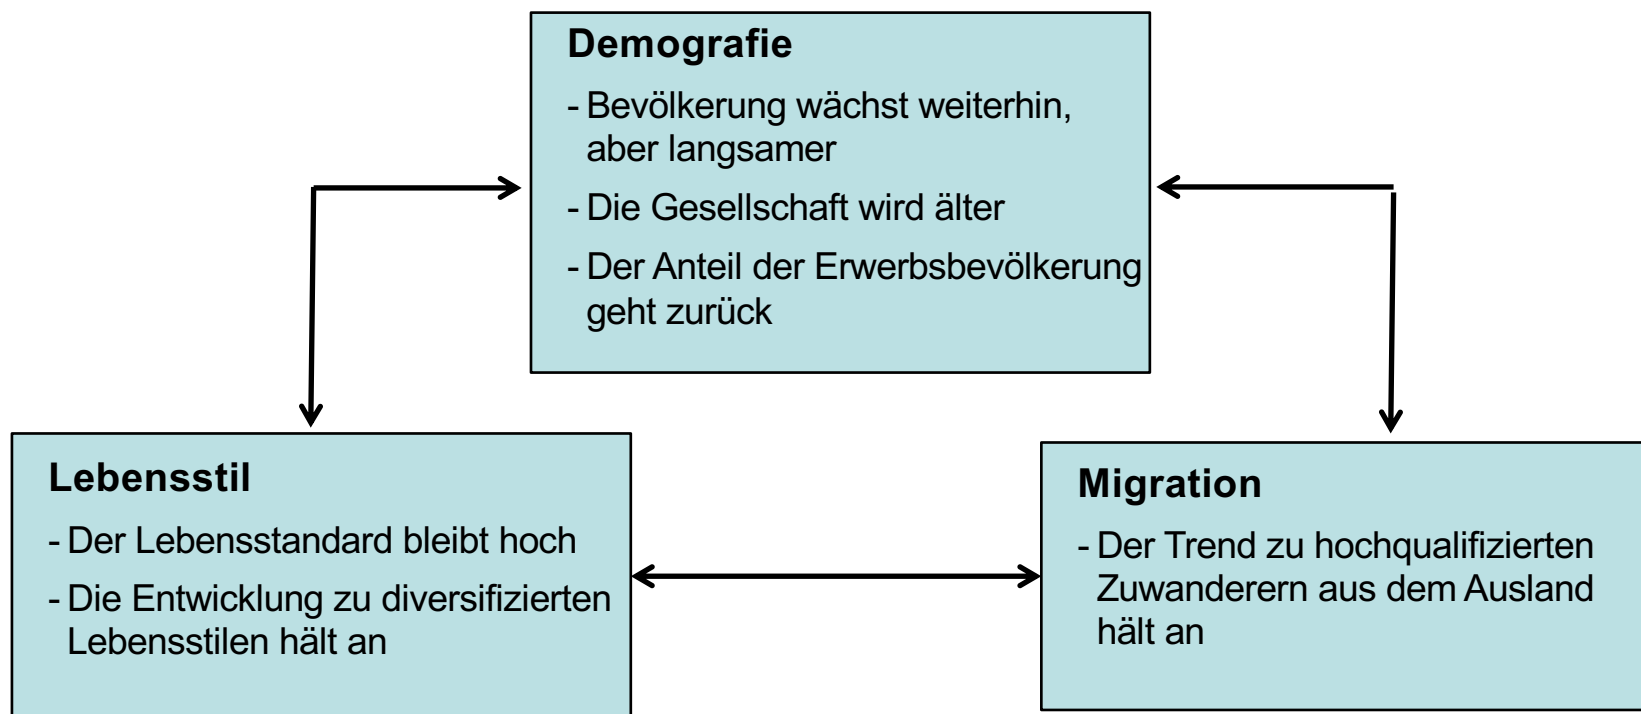 Demografie
- Bevölkerung wächst weiterhin,
aber langsamer
- Die Gesellschaft wird älter
- Der Anteil der Erwerbsbevölkerung
geht zurück
Lebensstil
- Der Lebensstandard bleibt hoch
- Die Entwicklung zu diversifizierten
Lebensstilen hält an
Migration
- Der Trend zu hochqualifizierten
Zuwanderern aus dem Ausland
hält an